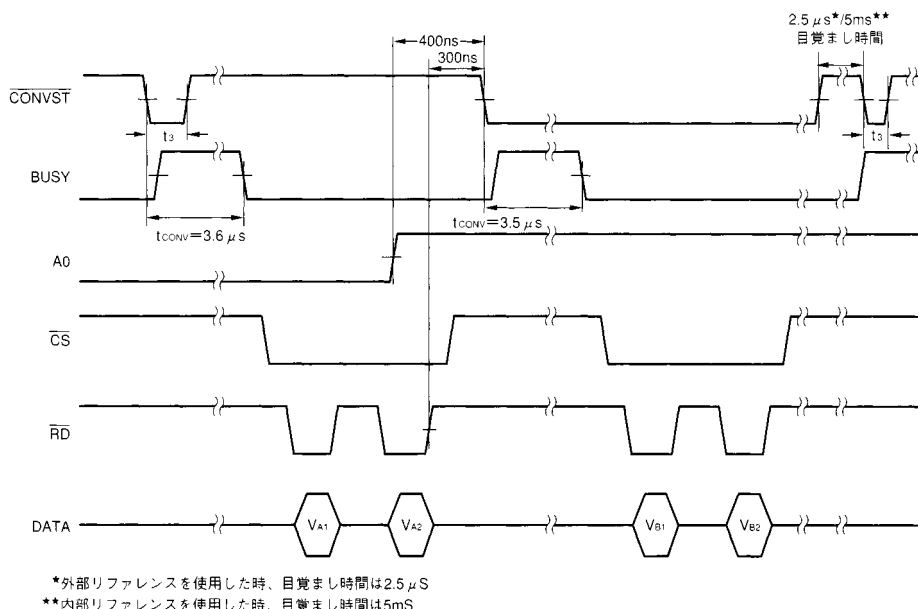 2.5 μs*/5ms**
目覚まし時間
400ns
300ns
CONVST
t3
t3
BUSY
tCONV=3.6 μs
tCONV=3.5 μs
A0
CS
RD
DATA
VA1
VA2
VB1
VB2
*外部リファレンスを使用した時、目覚まし時間は2.5 μS
**内部リファレンスを使用した時、目覚まし時間は5mS